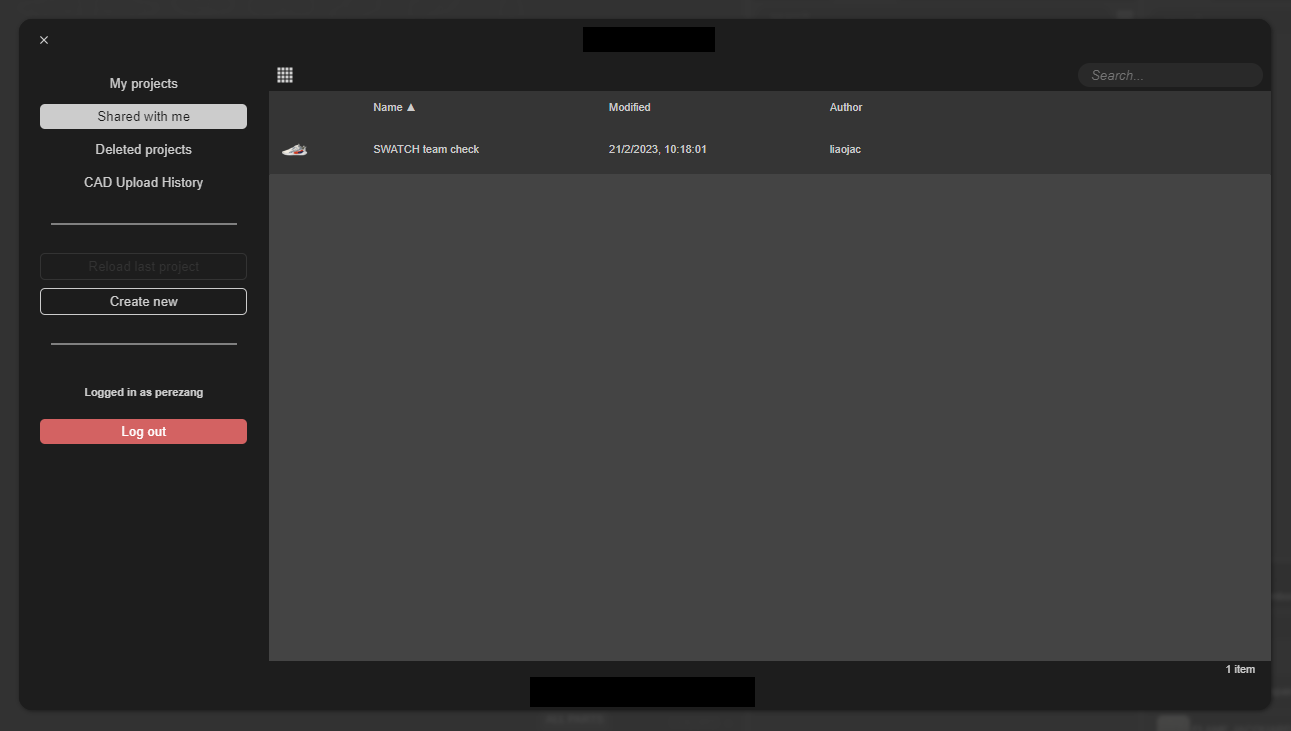 ×
My projects
Shared with me
Deleted projects
CAD Upload History
Reload last project
Create new
Logged in as perezang
Log out
Search...
Name ▲ Modified Author
SWATCH team check 21/2/2023, 10:18:01 liaojac
1 item